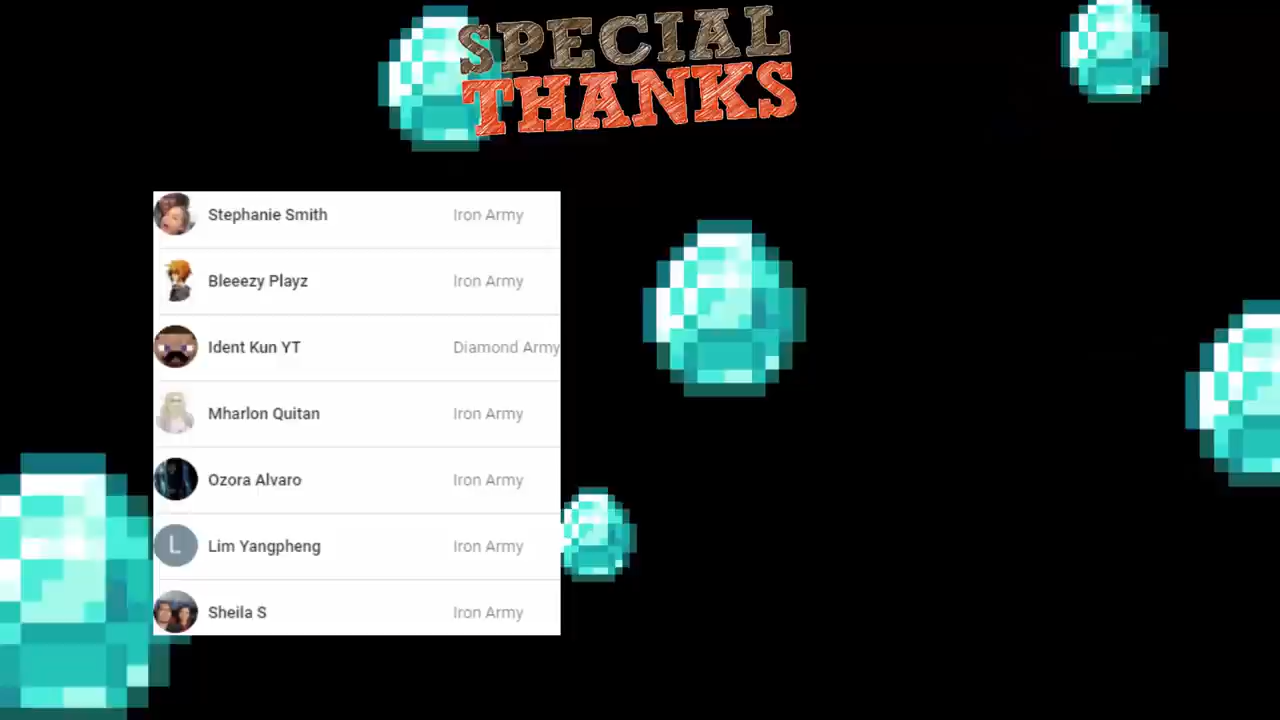 SPECIAL
THANKS
Stephanie Smith Iron Army
Bleeezy Playz Iron Army
Ident Kun YT Diamond Army
Mharlon Quitan Iron Army
Ozora Alvaro Iron Army
L Lim Yangpheng Iron Army
Sheila S Iron Army